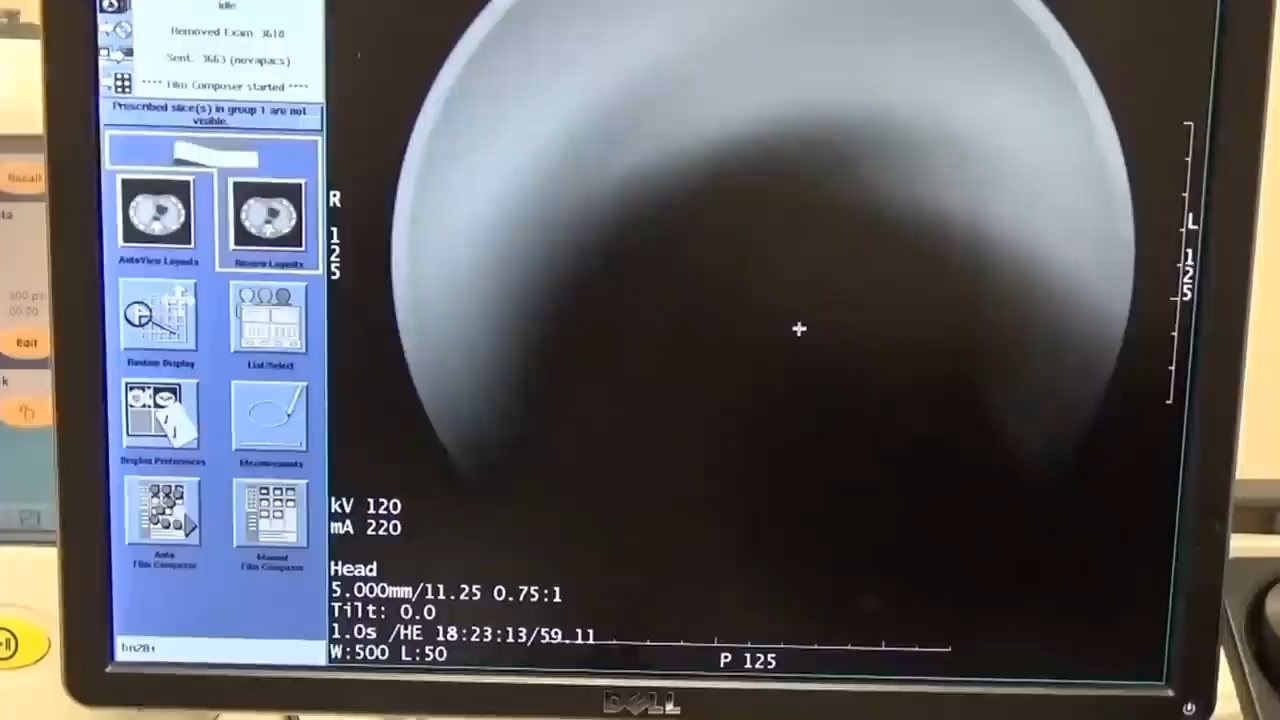 Idle
Removed Exam 3618
Sent. 3663 (novapacs)
**** Film Composer started ****
Prescribed slice(s) in group 1 are not
visible.
AutoView Layouts
Review Layouts
Runtime Display
List/Select
Display Preferences
Measurements
Auto
Film Composer
Manual
Film Composer
R
1
2
5
L
1
2
5
kV 120
mA 220
Head
5.000mm/11.25 0.75:1
Tilt: 0.0
1.0s /HE 18:23:13/59.11
W:500 L:50
P 125
DELL
Recall
Edit